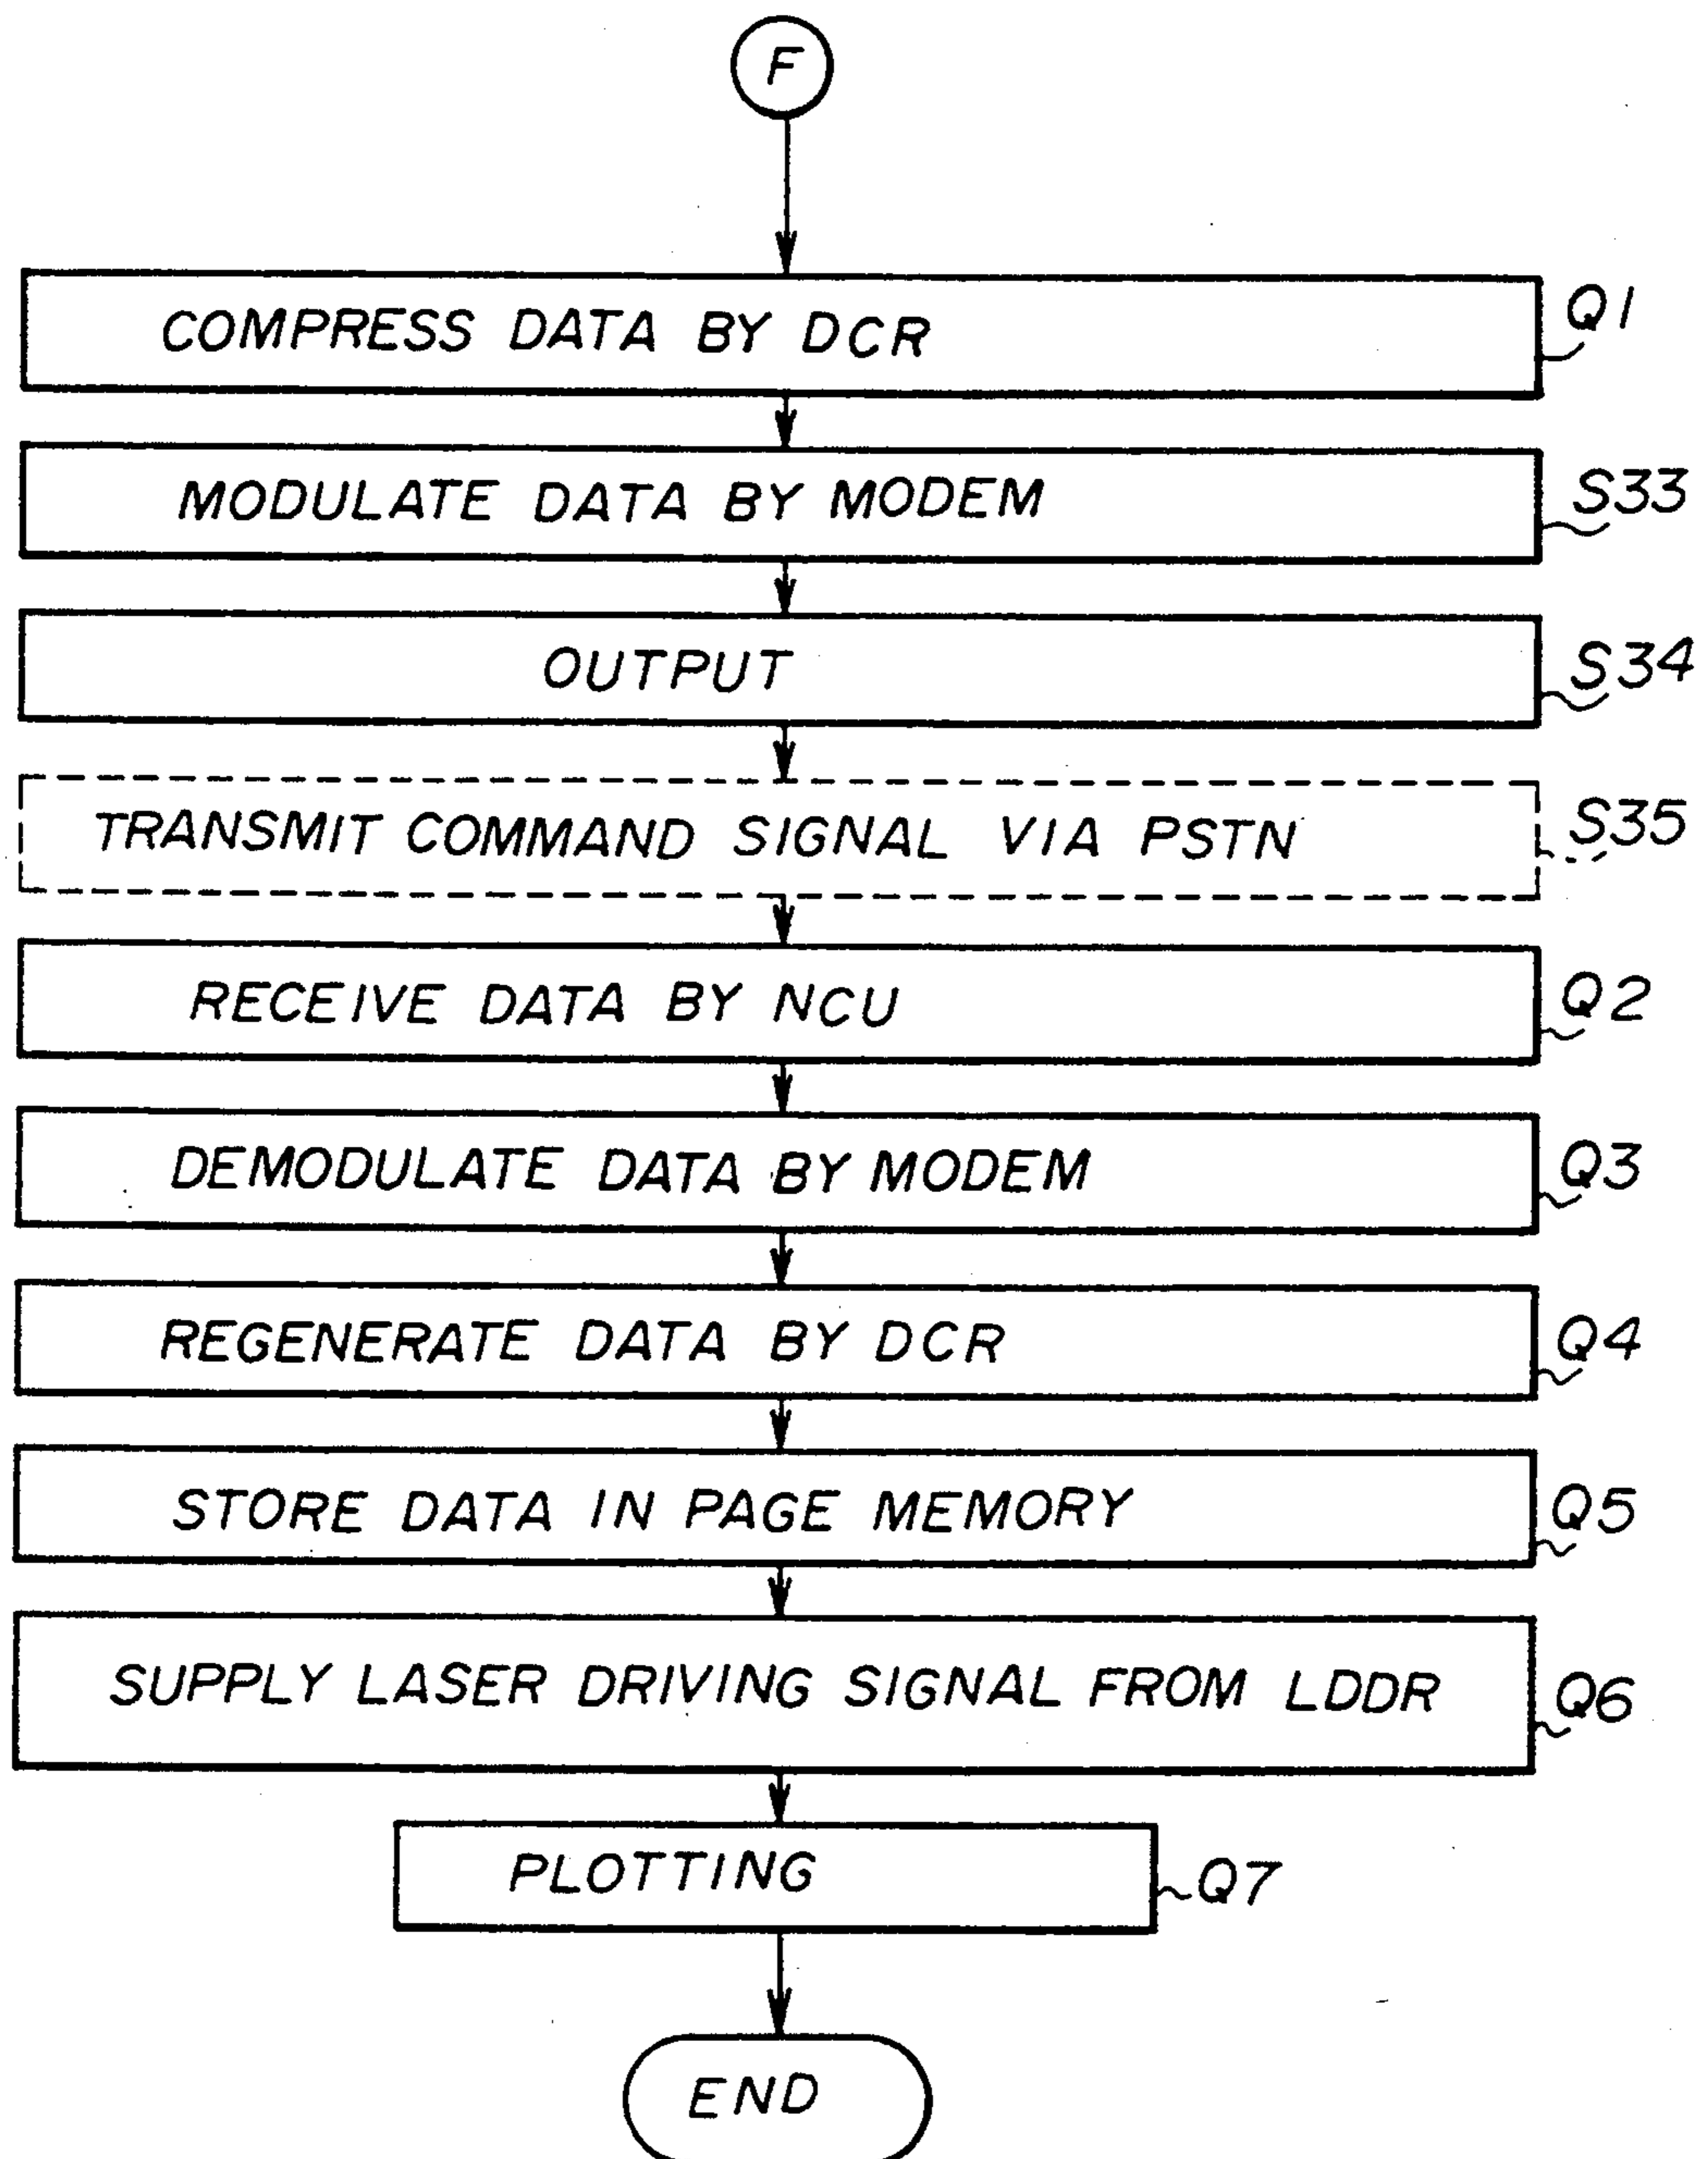 F
COMPRESS DATA BY DCR Q1
MODULATE DATA BY MODEM S33
OUTPUT S34
TRANSMIT COMMAND SIGNAL VIA PSTN S35
RECEIVE DATA BY NCU Q2
DEMODULATE DATA BY MODEM Q3
REGENERATE DATA BY DCR Q4
STORE DATA IN PAGE MEMORY Q5
SUPPLY LASER DRIVING SIGNAL FROM LDDR Q6
PLOTTING Q7
END